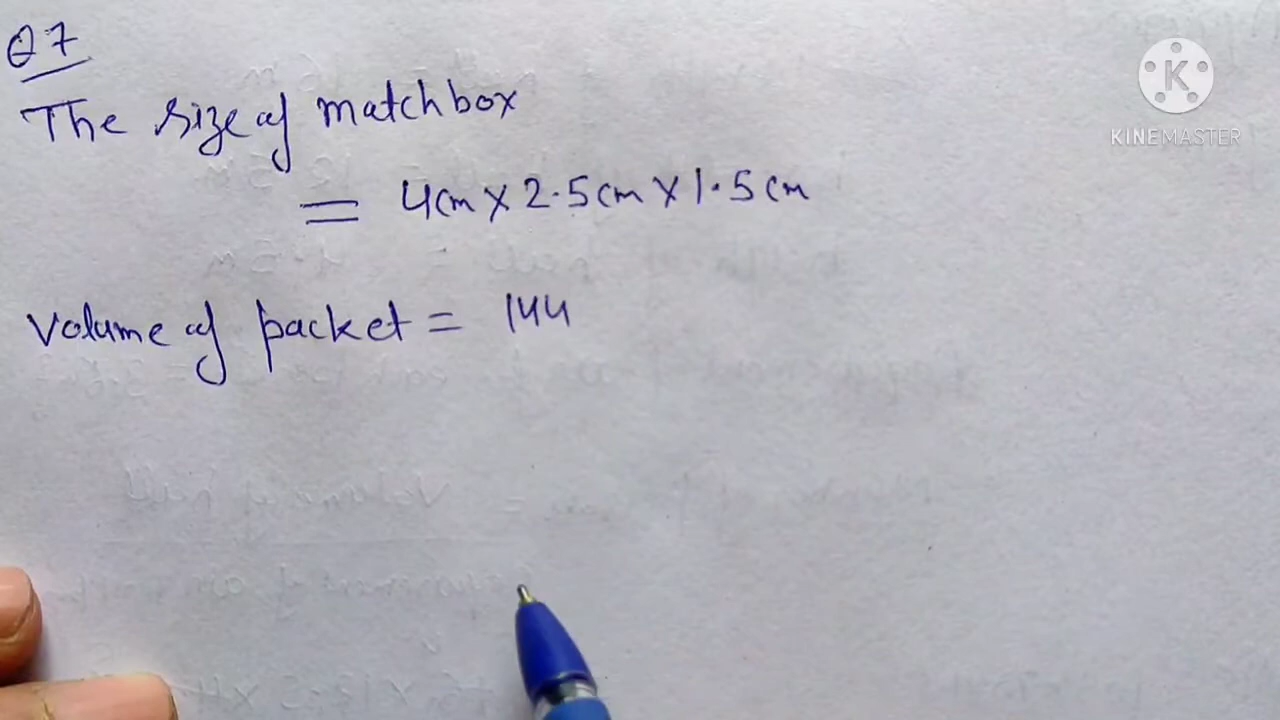 Q7
The size of matchbox
= 4cm × 2.5cm × 1.5cm
Volume of packet = 144
KINEMASTER